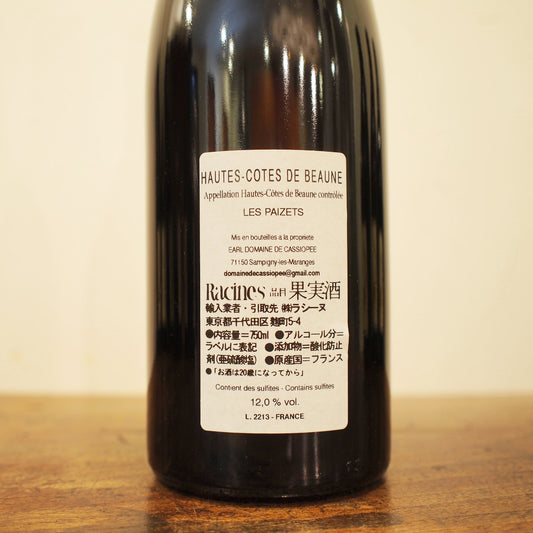 HAUTES-COTES DE BEAUNE
Appellation Hautes-Côtes de Beaune contrôlée
LES PAIZETS
Mis en bouteilles a la propriete
EARL DOMAINE DE CASSIOPEE
71150 Sampigny-les-Maranges
domainedecassiopee@gmail.com
Racines 品目 果実酒
輸入業者・引取先 ㈱ラシーヌ
東京都千代田区麹町5-4
●内容量=750ml ●アルコール分=
ラベルに表記 ●添加物=酸化防止
剤(亜硫酸塩) ●原産国=フランス
●「お酒は20歳になってから」
Contient des sulfites - Contains sulfites
12,0 % vol.
L. 2213 - FRANCE